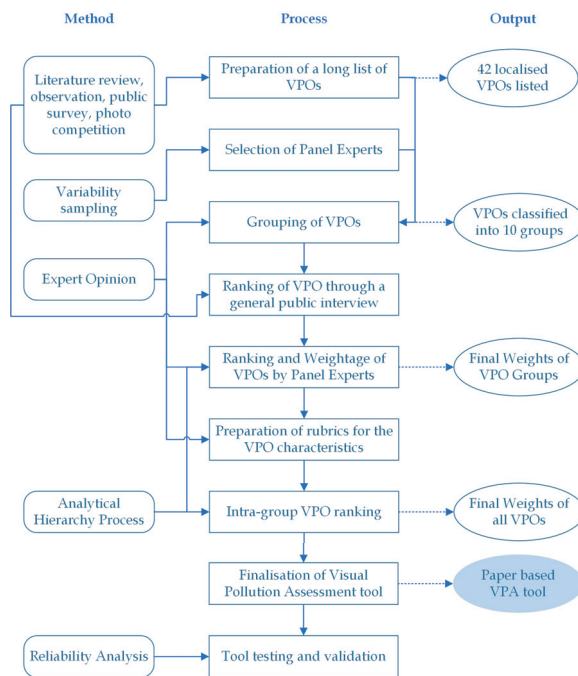 Method
Process
Output
Literature review,
observation, public
survey, photo
competition
Preparation of a long list of
VPOs
42 localised
VPOs listed
Variability
sampling
Selection of Panel Experts
Grouping of VPOs
VPOs classified
into 10 groups
Expert Opinion
Ranking of VPO through a
general public interview
Ranking and Weightage of
VPOs by Panel Experts
Final Weights of
VPO Groups
Preparation of rubrics for the
VPO characteristics
Analytical
Hierarchy Process
Intra-group VPO ranking
Final Weights of
all VPOs
Finalisation of Visual
Pollution Assessment tool
Paper based
VPA tool
Reliability Analysis
Tool testing and validation